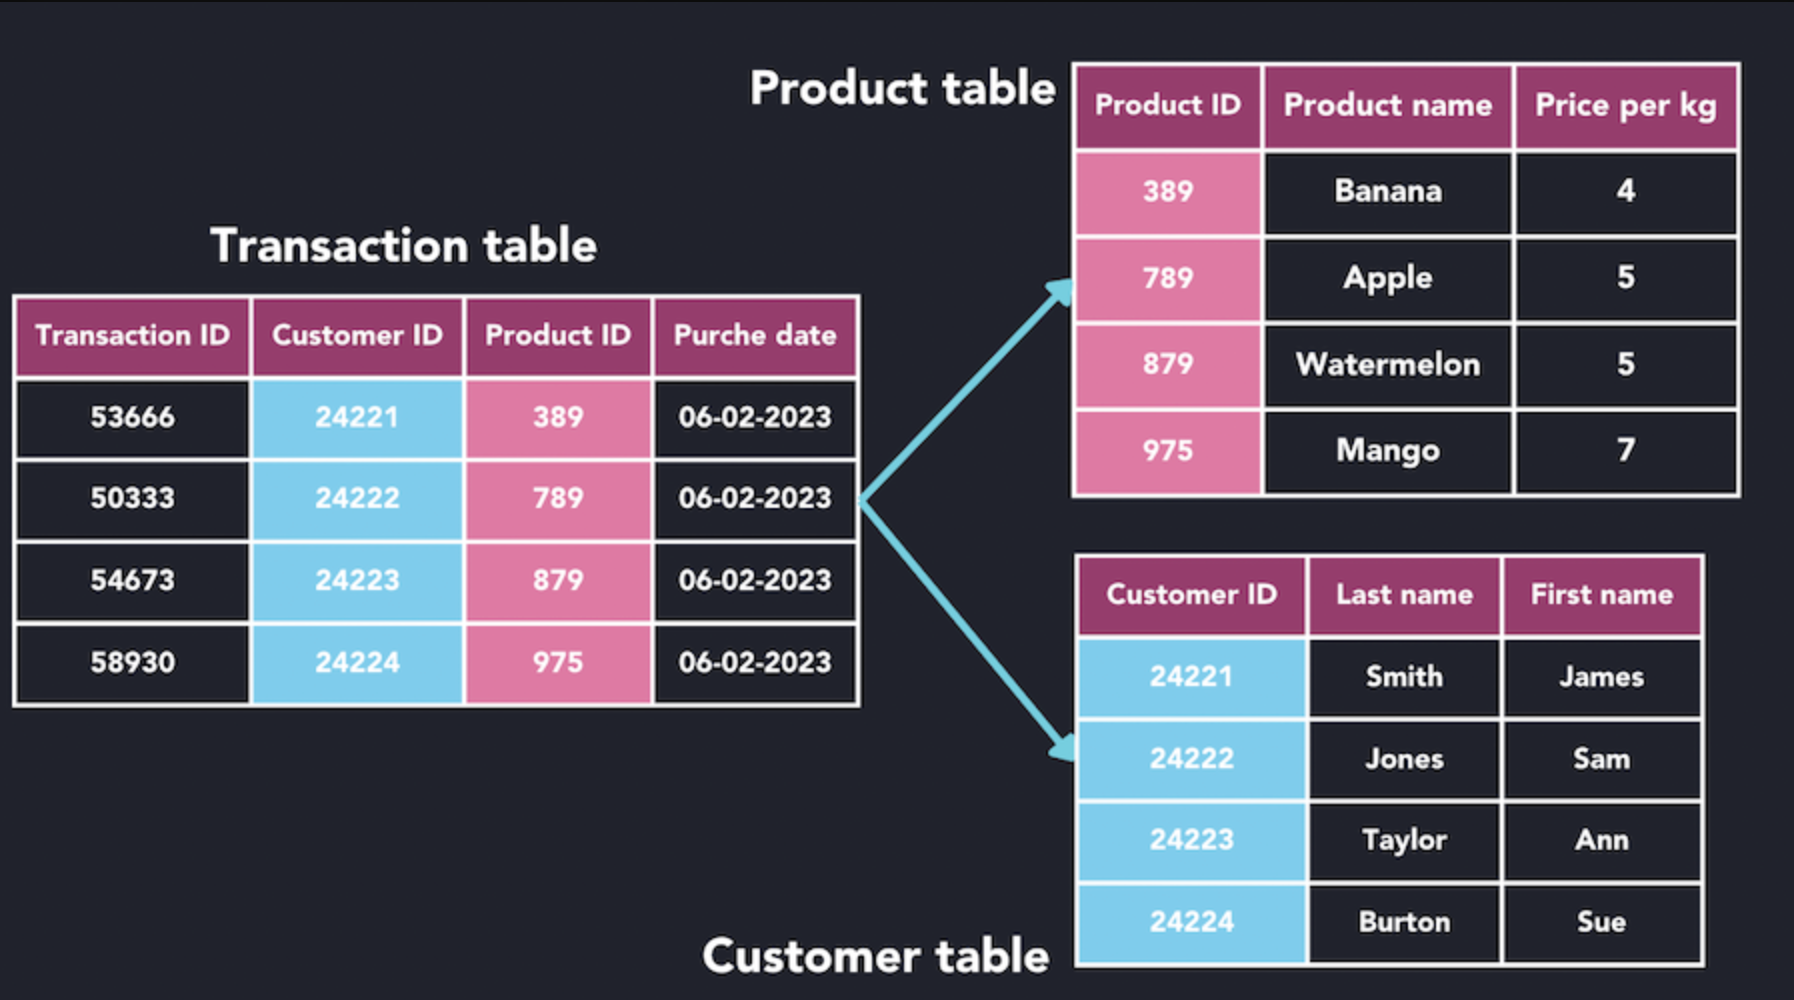 Product table
Product ID Product name Price per kg
389 Banana 4
789 Apple 5
879 Watermelon 5
975 Mango 7
Transaction table
Transaction ID Customer ID Product ID Purche date
53666 24221 389 06-02-2023
50333 24222 789 06-02-2023
54673 24223 879 06-02-2023
58930 24224 975 06-02-2023
Customer ID Last name First name
24221 Smith James
24222 Jones Sam
24223 Taylor Ann
24224 Burton Sue
Customer table